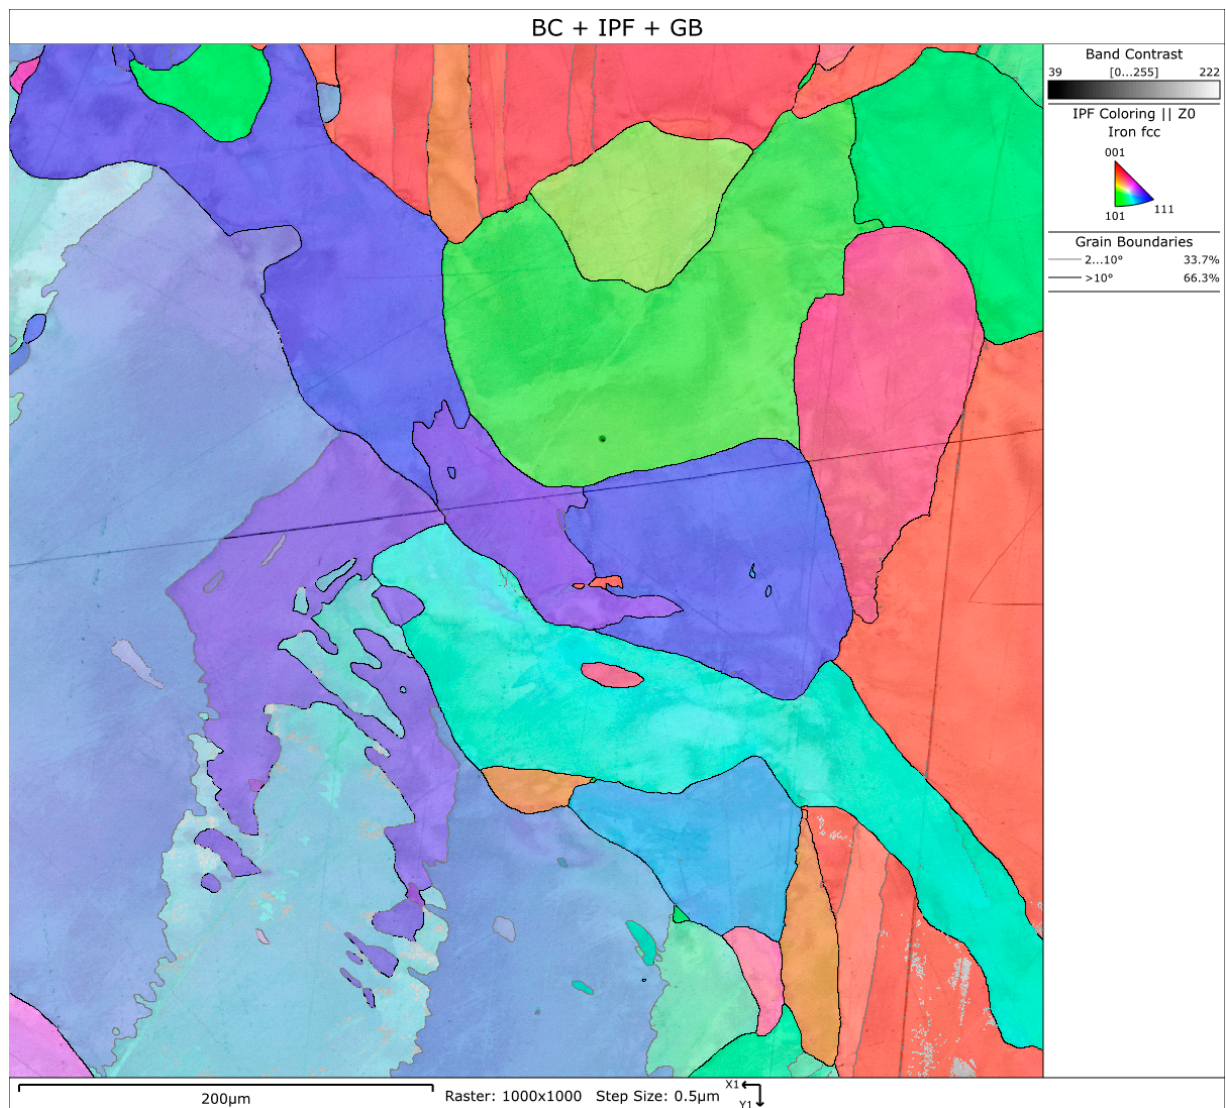 BC + IPF + GB
Band Contrast
39 [0...255] 222
IPF Coloring || Z0
Iron fcc
001
101 111
Grain Boundaries
2...10° 33.7%
>10° 66.3%
200µm Raster: 1000x1000 Step Size: 0.5µm X1
Y1